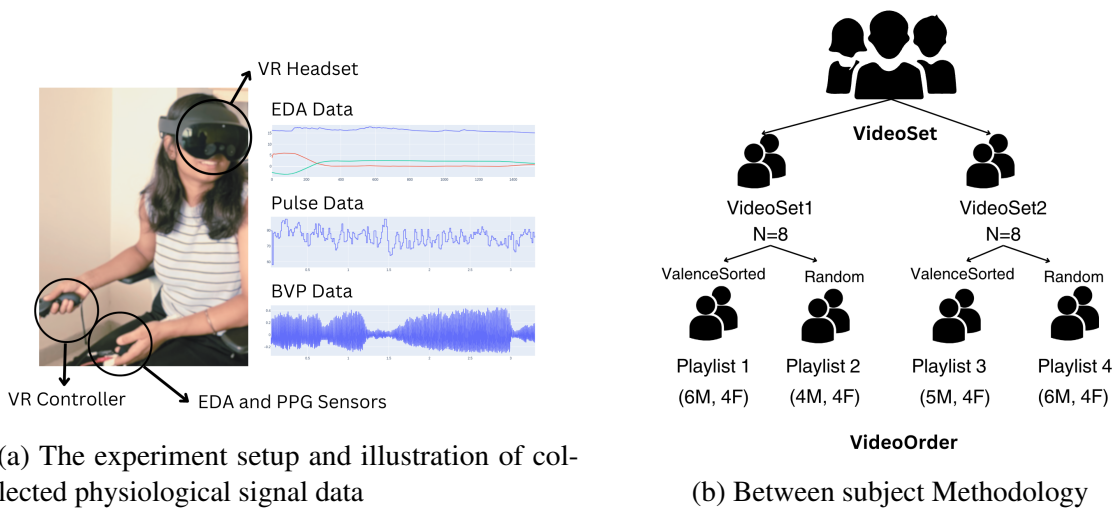 VR Headset
EDA Data
Pulse Data
BVP Data
VR Controller
EDA and PPG Sensors
(a) The experiment setup and illustration of col-
lected physiological signal data
VideoSet
VideoSet1
VideoSet2
N=8
N=8
ValenceSorted
Random
ValenceSorted
Random
Playlist 1
Playlist 2
Playlist 3
Playlist 4
(6M, 4F)
(4M, 4F)
(5M, 4F)
(6M, 4F)
VideoOrder
(b) Between subject Methodology